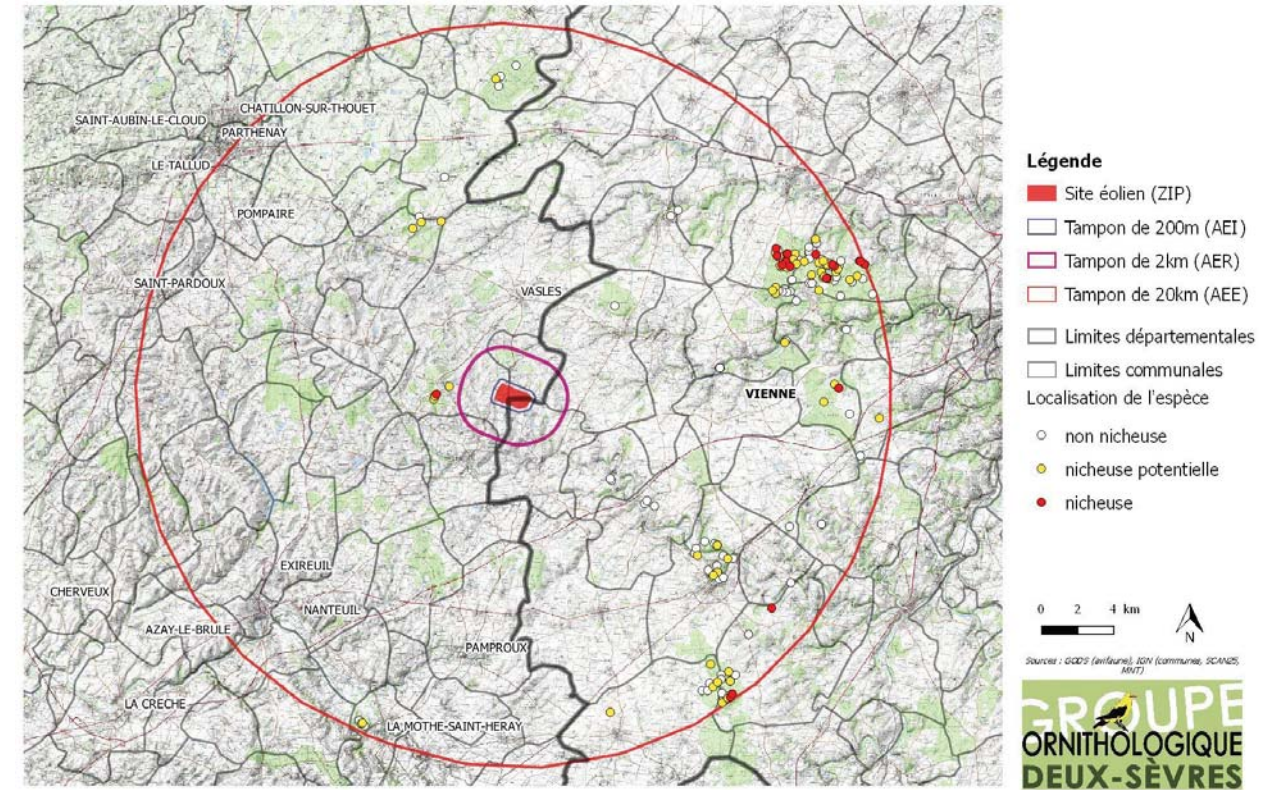 CHATILLON-SUR-THOUET
SAINT-AUBIN-LE-CLOUD
PARTHENAY
LE-TALLUD
POMPAIRE
SAINT-PARDOUX
VASLES
VIENNE
EXIREUIL
CHERVEUX
NANTEUIL
AZAY-LE-BRULE
PAMPROUX
LA CRECHE
LA MOTHE-SAINT-HERAY
Légende
Site éolien (ZIP)
Tampon de 200m (AEI)
Tampon de 2km (AER)
Tampon de 20km (AEE)
Limites départementales
Limites communales
Localisation de l'espèce
non nicheuse
nicheuse potentielle
nicheuse
0 2 4 km
N
Sources : GODS (avifaune), IGN (communes, SCAN25,
MNT)
GROUPE
ORNITHOLOGIQUE
DEUX-SÈVRES